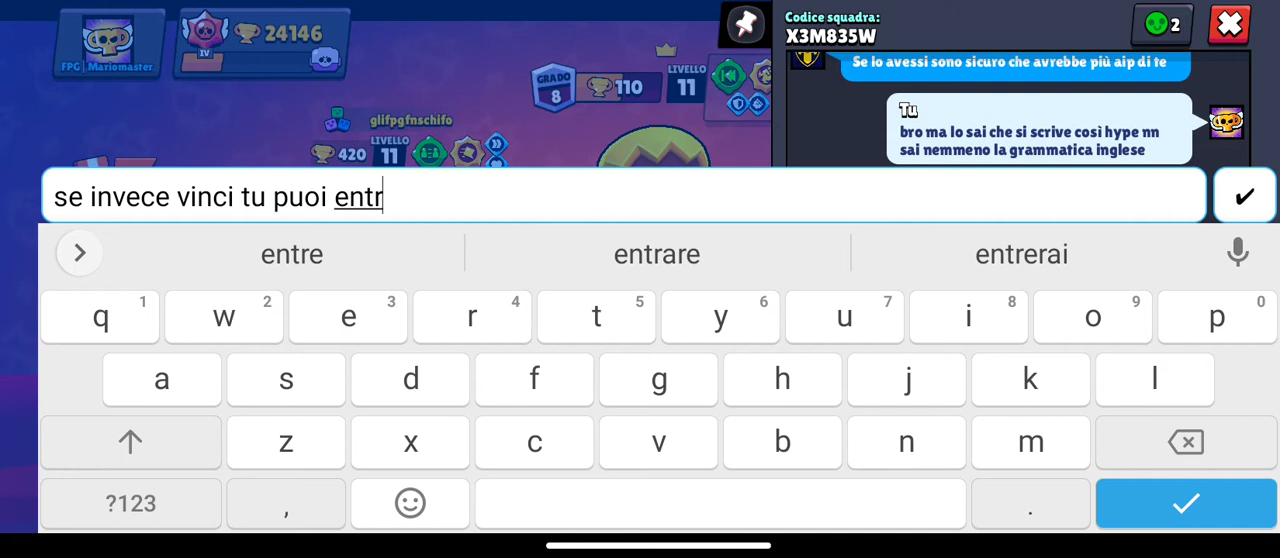 FPG | Mariomaster
IV
24146
GRADO
8
110
LIVELLO
11
glifpgfnschifo
420
LIVELLO
11
Codice squadra:
X3M835W
2
Se lo avessi sono sicuro che avrebbe più aip di te
Tu
bro ma lo sai che si scrive così hype nn
sai nemmeno la grammatica inglese
se invece vinci tu puoi entr
entre entrare entrerai
q 1 w 2 e 3 r 4 t 5 y 6 u 7 i 8 o 9 p 0
a s d f g h j k l
z x c v b n m
?123 , .